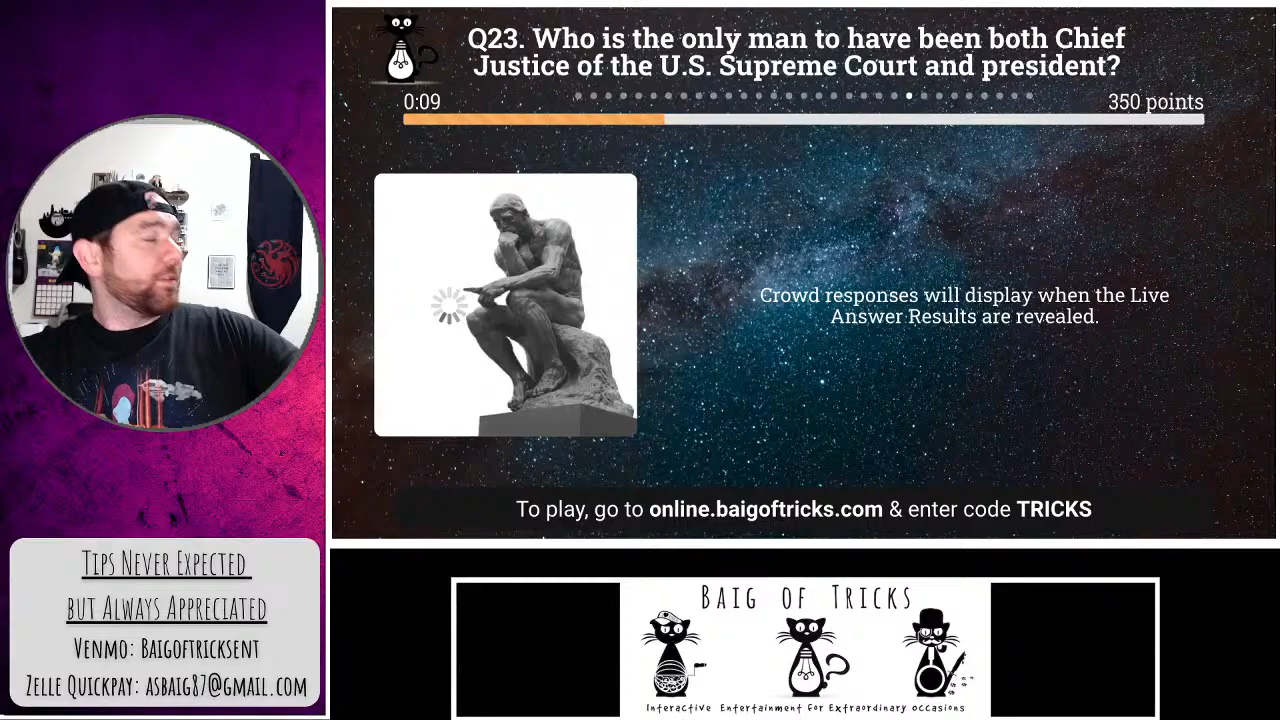 Q23. Who is the only man to have been both Chief
Justice of the U.S. Supreme Court and president?
0:09
350 points
Crowd responses will display when the Live
Answer Results are revealed.
To play, go to online.baigoftricks.com & enter code TRICKS
Tips Never Expected
but Always Appreciated
Venmo: Baigoftricksent
Zelle Quickpay: asbaig87@gmail.com
Baig of Tricks
Interactive Entertainment for Extraordinary occasions